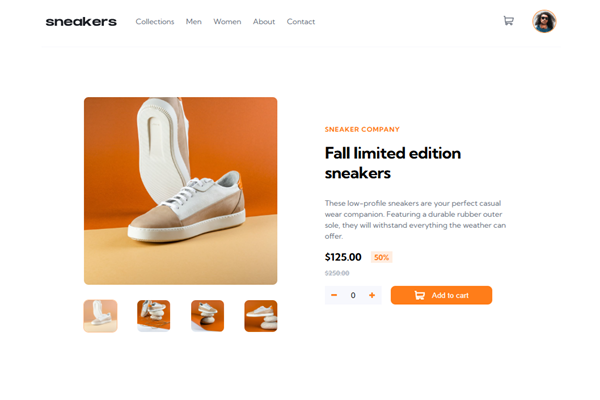 sneakers
Collections Men Women About Contact
SNEAKER COMPANY
Fall limited edition
sneakers
These low-profile sneakers are your perfect casual
wear companion. Featuring a durable rubber outer
sole, they will withstand everything the weather can
offer.
$125.00 50%
$250.00
0 Add to cart